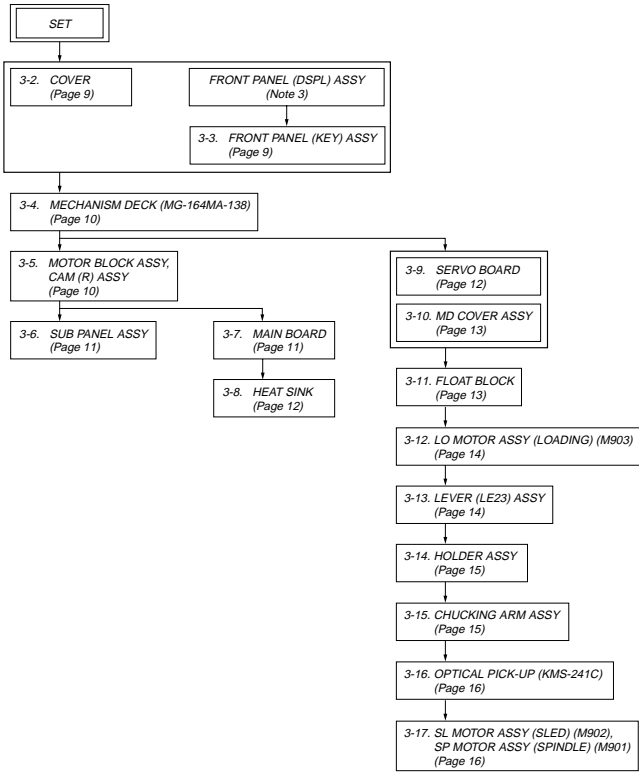 SET
3-2. COVER
(Page 9)
FRONT PANEL (DSPL) ASSY
(Note 3)
3-3. FRONT PANEL (KEY) ASSY
(Page 9)
3-4. MECHANISM DECK (MG-164MA-138)
(Page 10)
3-5. MOTOR BLOCK ASSY,
CAM (R) ASSY
(Page 10)
3-6. SUB PANEL ASSY
(Page 11)
3-7. MAIN BOARD
(Page 11)
3-8. HEAT SINK
(Page 12)
3-9. SERVO BOARD
(Page 12)
3-10. MD COVER ASSY
(Page 13)
3-11. FLOAT BLOCK
(Page 13)
3-12. LO MOTOR ASSY (LOADING) (M903)
(Page 14)
3-13. LEVER (LE23) ASSY
(Page 14)
3-14. HOLDER ASSY
(Page 15)
3-15. CHUCKING ARM ASSY
(Page 15)
3-16. OPTICAL PICK-UP (KMS-241C)
(Page 16)
3-17. SL MOTOR ASSY (SLED) (M902),
SP MOTOR ASSY (SPINDLE) (M901)
(Page 16)